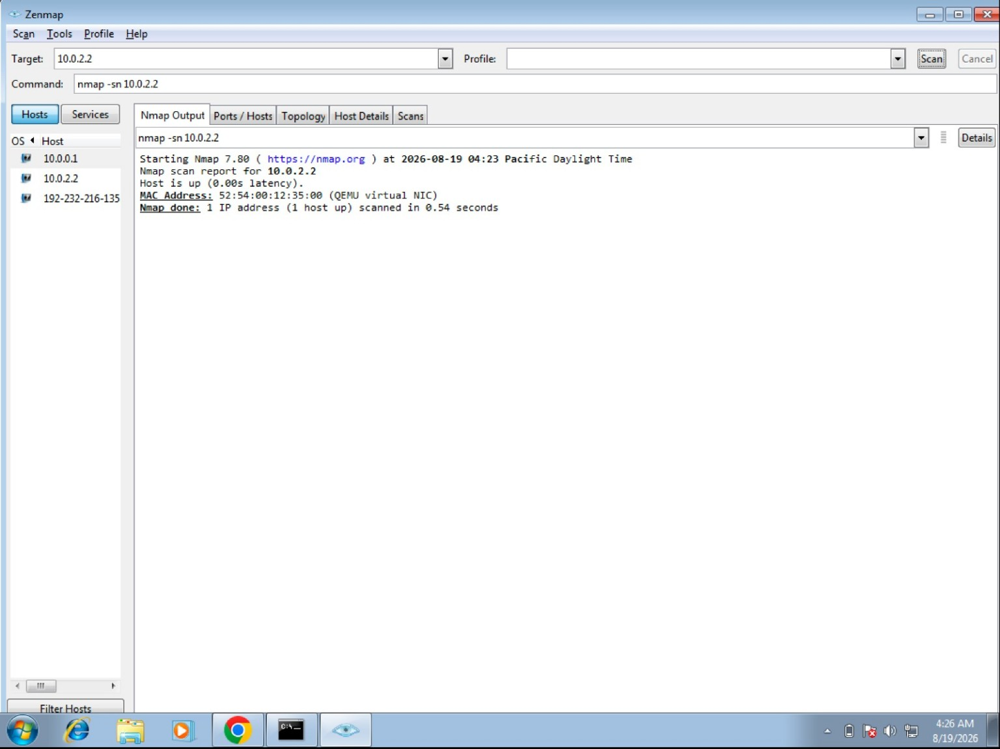 Zenmap
Scan Tools Profile Help
Target: 10.0.2.2 Profile: Scan Cancel
Command: nmap -sn 10.0.2.2
Hosts Services Nmap Output Ports / Hosts Topology Host Details Scans
OS Host nmap -sn 10.0.2.2 Details
10.0.0.1
10.0.2.2
192-232-216-135
Starting Nmap 7.80 ( https://nmap.org ) at 2026-08-19 04:23 Pacific Daylight Time
Nmap scan report for 10.0.2.2
Host is up (0.00s latency).
MAC Address: 52:54:00:12:35:00 (QEMU virtual NIC)
Nmap done: 1 IP address (1 host up) scanned in 0.54 seconds
Filter Hosts
C:\
4:26 AM
8/19/2026